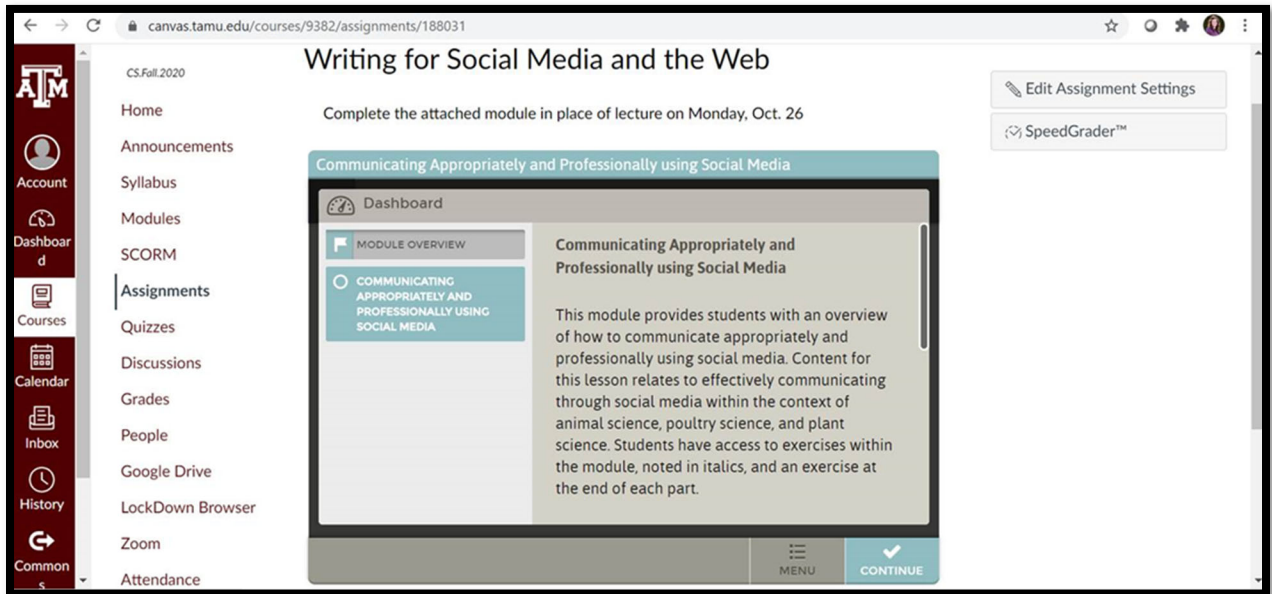 canvas.tamu.edu/courses/9382/assignments/188031
ĀTM
Account
Dashboar
d
Courses
Calendar
Inbox
History
Common
s
CS.Fall.2020
Home
Announcements
Syllabus
Modules
SCORM
Assignments
Quizzes
Discussions
Grades
People
Google Drive
LockDown Browser
Zoom
Attendance
Writing for Social Media and the Web
Complete the attached module in place of lecture on Monday, Oct. 26
Communicating Appropriately and Professionally using Social Media
Dashboard
MODULE OVERVIEW
COMMUNICATING
APPROPRIATELY AND
PROFESSIONALLY USING
SOCIAL MEDIA
Communicating Appropriately and
Professionally using Social Media
This module provides students with an overview
of how to communicate appropriately and
professionally using social media. Content for
this lesson relates to effectively communicating
through social media within the context of
animal science, poultry science, and plant
science. Students have access to exercises within
the module, noted in italics, and an exercise at
the end of each part.
MENU
CONTINUE
Edit Assignment Settings
SpeedGrader™